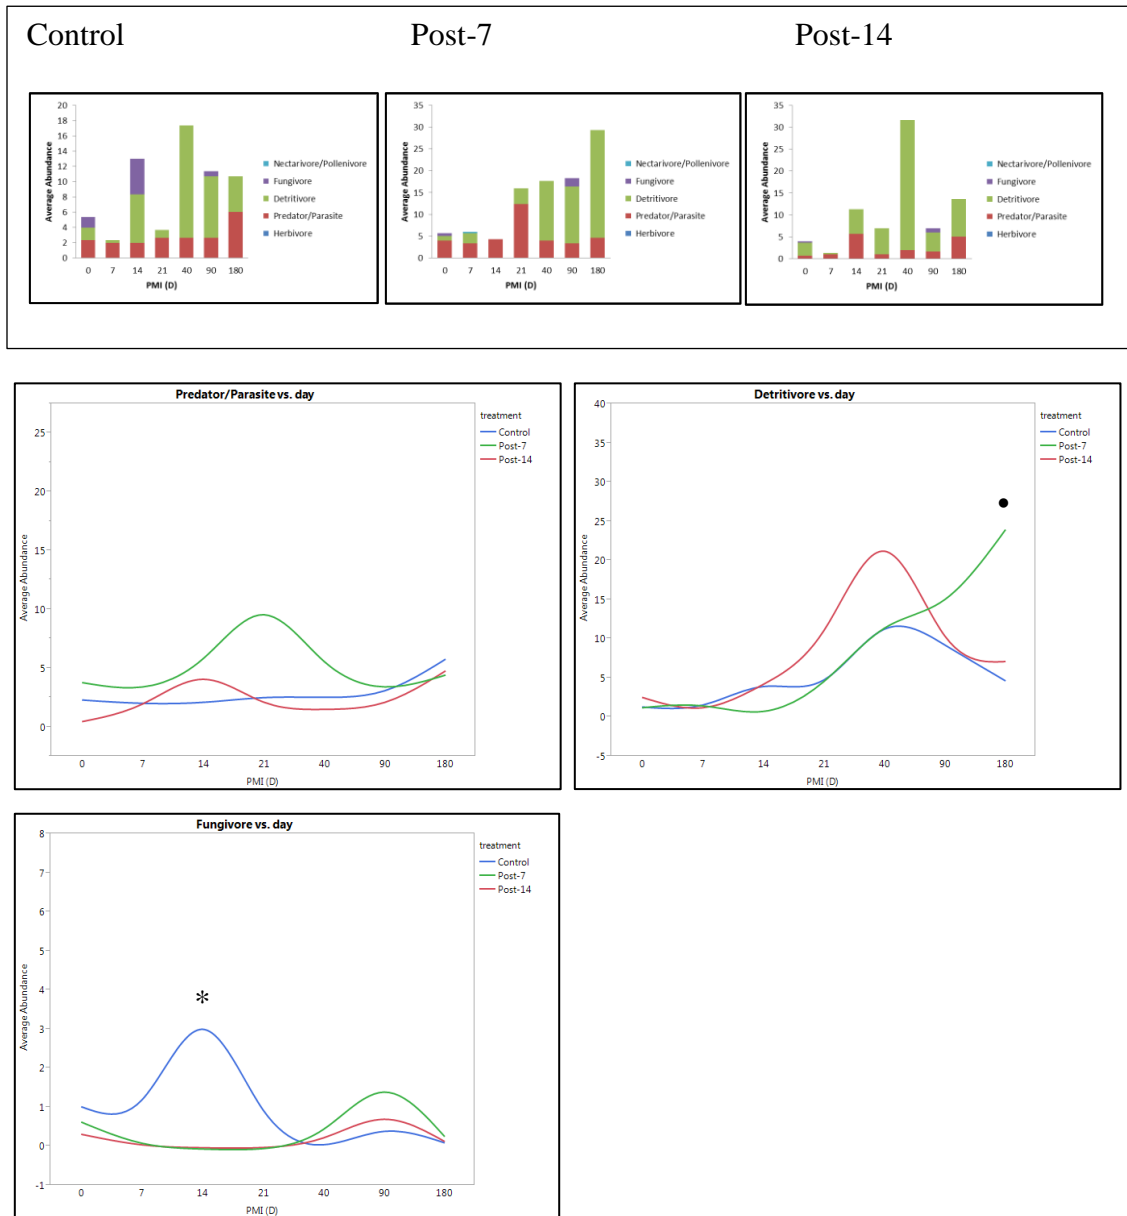 Control Post-7 Post-14
20
18
16
14
12
10
8
6
4
2
0
Average Abundance
0 7 14 21 40 90 180
PMI (D)
Nectarivore/Pollenivore
Fungivore
Detritivore
Predator/Parasite
Herbivore
35
30
25
20
15
10
5
0
Average Abundance
0 7 14 21 40 90 180
PMI (D)
Nectarivore/Pollenivore
Fungivore
Detritivore
Predator/Parasite
Herbivore
35
30
25
20
15
10
5
0
Average Abundance
0 7 14 21 40 90 180
PMI (D)
Nectarivore/Pollenivore
Fungivore
Detritivore
Predator/Parasite
Herbivore
Predator/Parasite vs. day
25
20
15
10
5
0
Average Abundance
0 7 14 21 40 90 180
PMI (D)
treatment
Control
Post-7
Post-14
Detritivore vs. day
40
35
30
25
20
15
10
5
0
-5
Average Abundance
0 7 14 21 40 90 180
PMI (D)
treatment
Control
Post-7
Post-14
Fungivore vs. day
8
7
6
5
4
3
2
1
0
-1
Average Abundance
*
0 7 14 21 40 90 180
PMI (D)
treatment
Control
Post-7
Post-14